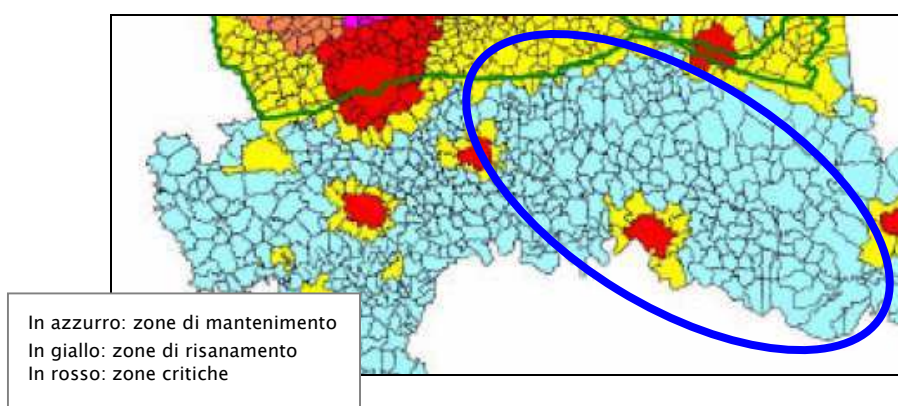 In azzurro: zone di mantenimento
In giallo: zone di risanamento
In rosso: zone critiche